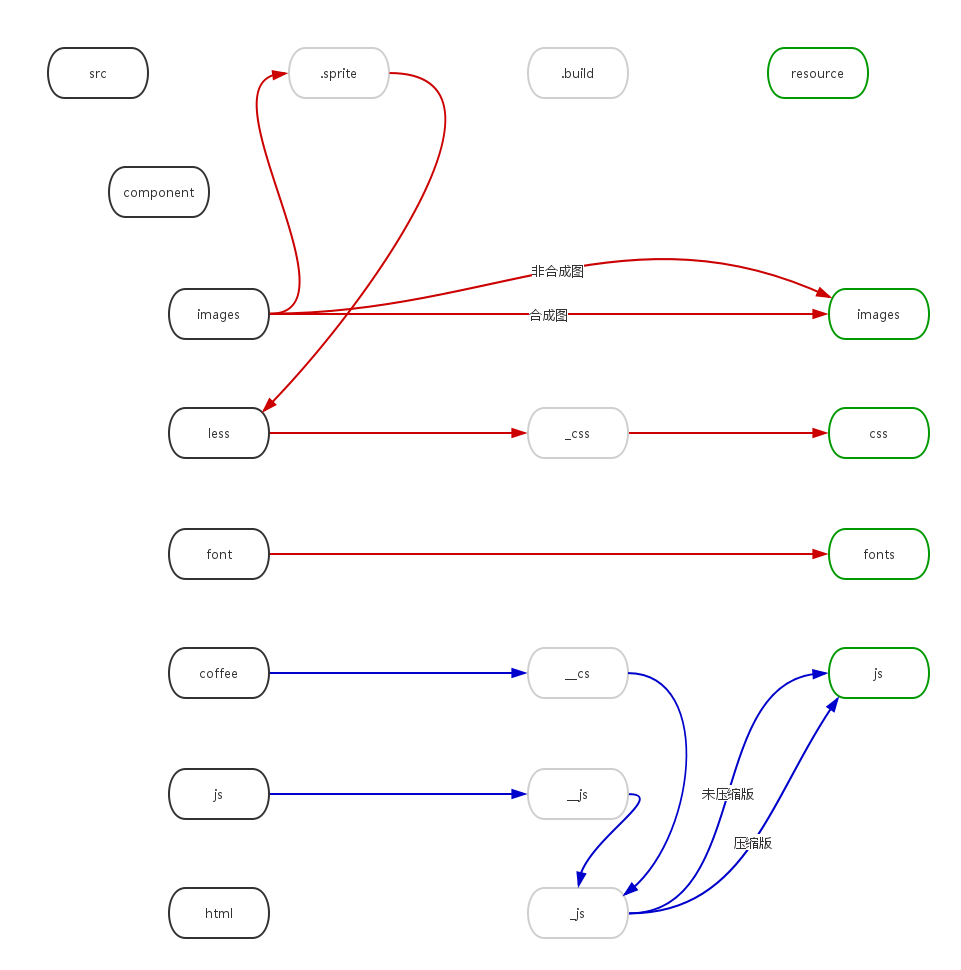 src
.sprite
.build
resource
component
非合成图
images
合成图
images
less
_css
css
font
fonts
coffee
__cs
js
js
__js
未压缩版
压缩版
html
_js